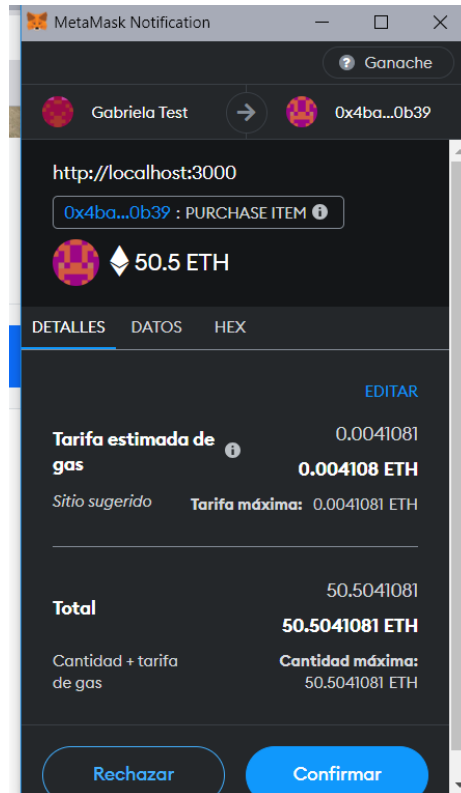 MetaMask Notification
Ganache
Gabriela Test
0x4ba...0b39
http://localhost:3000
0x4ba...0b39 : PURCHASE ITEM
50.5 ETH
DETALLES DATOS HEX
EDITAR
Tarifa estimada de gas
0.0041081
0.004108 ETH
Sitio sugerido
Tarifa máxima: 0.0041081 ETH
Total
50.5041081
50.5041081 ETH
Cantidad + tarifa de gas
Cantidad máxima:
50.5041081 ETH
Rechazar
Confirmar